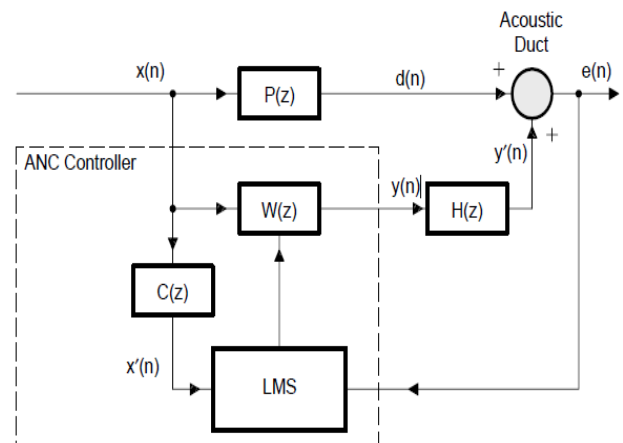 Acoustic
Duct
x(n)
P(z)
d(n)
+
e(n)
+
y′(n)
ANC Controller
W(z)
y(n)
H(z)
C(z)
x′(n)
LMS